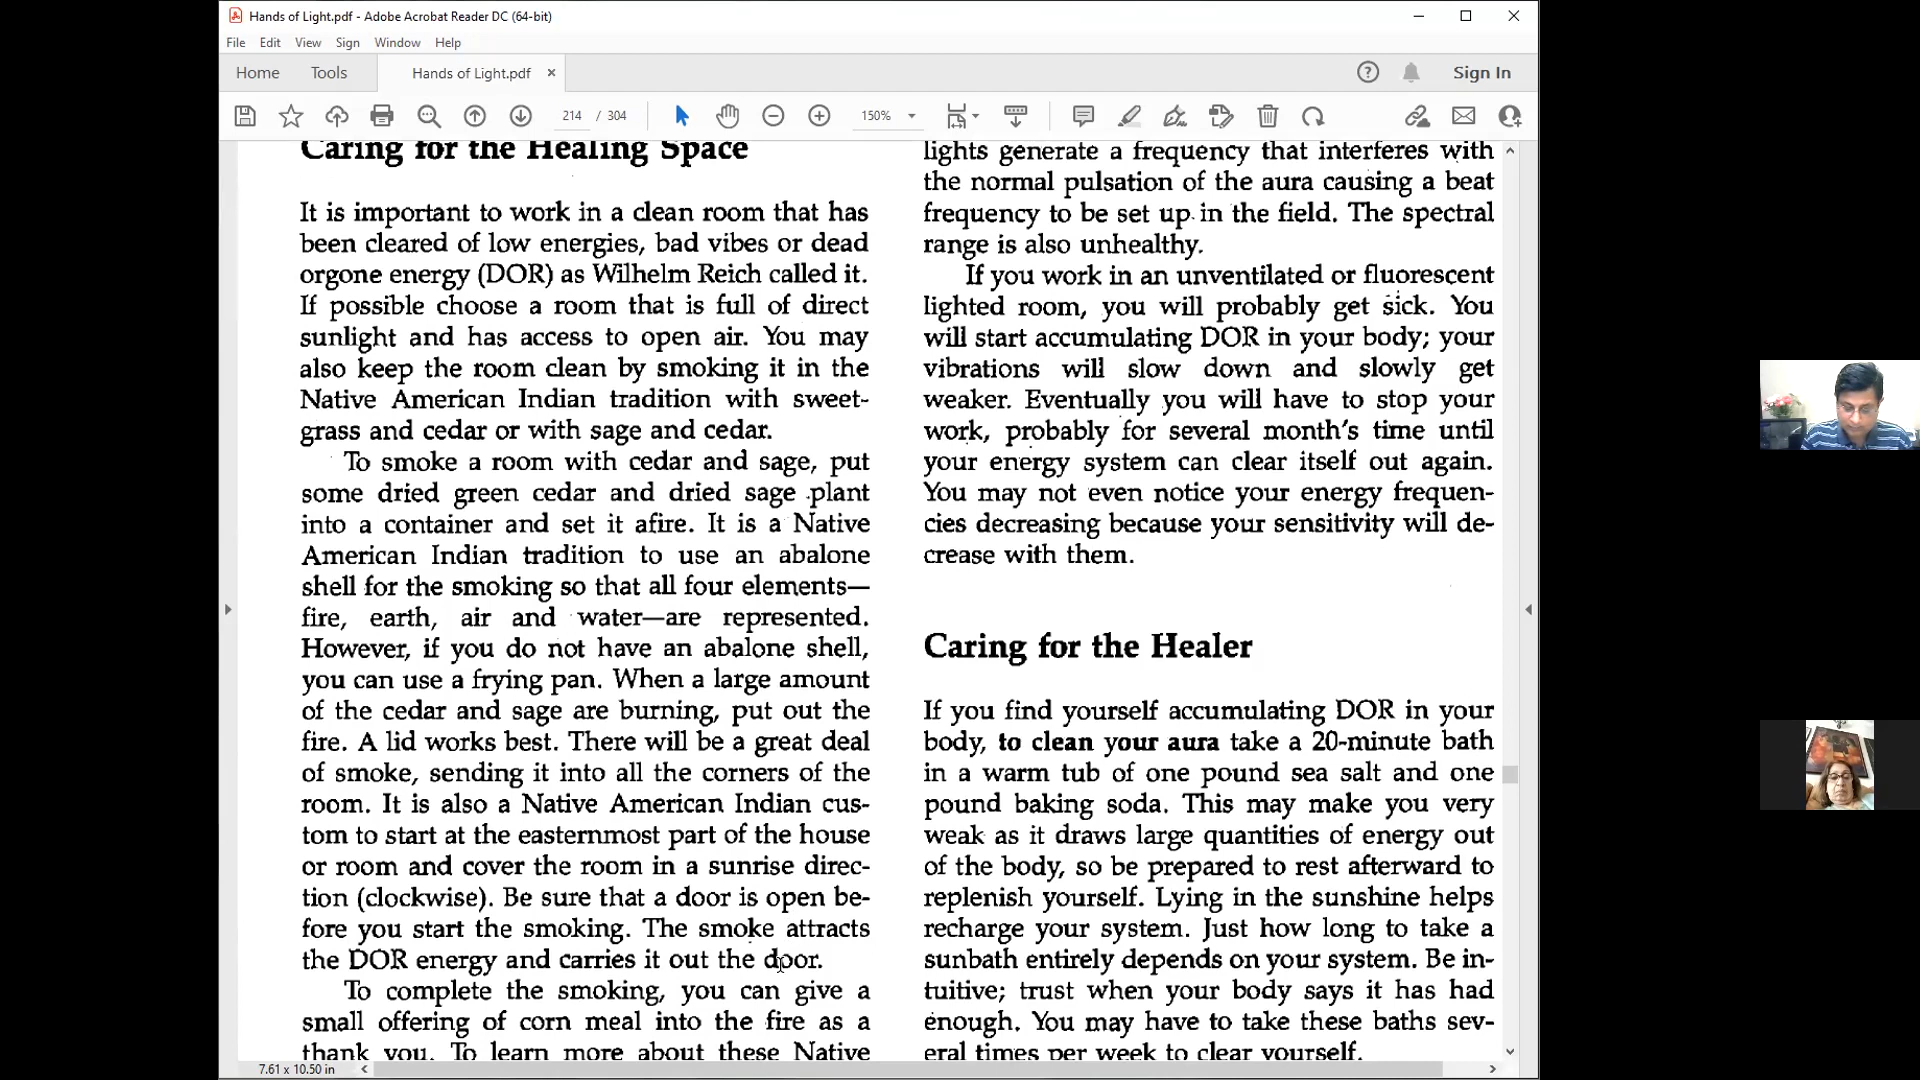 Hands of Light.pdf - Adobe Acrobat Reader DC (64-bit)
File Edit View Sign Window Help
Home Tools Hands of Light.pdf × Sign In
214 / 304 150%
Caring for the Healing Space
It is important to work in a clean room that has
been cleared of low energies, bad vibes or dead
orgone energy (DOR) as Wilhelm Reich called it.
If possible choose a room that is full of direct
sunlight and has access to open air. You may
also keep the room clean by smoking it in the
Native American Indian tradition with sweet-
grass and cedar or with sage and cedar.
To smoke a room with cedar and sage, put
some dried green cedar and dried sage plant
into a container and set it afire. It is a Native
American Indian tradition to use an abalone
shell for the smoking so that all four elements—
fire, earth, air and water—are represented.
However, if you do not have an abalone shell,
you can use a frying pan. When a large amount
of the cedar and sage are burning, put out the
fire. A lid works best. There will be a great deal
of smoke, sending it into all the corners of the
room. It is also a Native American Indian cus-
tom to start at the easternmost part of the house
or room and cover the room in a sunrise direc-
tion (clockwise). Be sure that a door is open be-
fore you start the smoking. The smoke attracts
the DOR energy and carries it out the door.
To complete the smoking, you can give a
small offering of corn meal into the fire as a
thank you. To learn more about these Native
lights generate a frequency that interferes with
the normal pulsation of the aura causing a beat
frequency to be set up in the field. The spectral
range is also unhealthy.
If you work in an unventilated or fluorescent
lighted room, you will probably get sick. You
will start accumulating DOR in your body; your
vibrations will slow down and slowly get
weaker. Eventually you will have to stop your
work, probably for several month's time until
your energy system can clear itself out again.
You may not even notice your energy frequen-
cies decreasing because your sensitivity will de-
crease with them.
Caring for the Healer
If you find yourself accumulating DOR in your
body, to clean your aura take a 20-minute bath
in a warm tub of one pound sea salt and one
pound baking soda. This may make you very
weak as it draws large quantities of energy out
of the body, so be prepared to rest afterward to
replenish yourself. Lying in the sunshine helps
recharge your system. Just how long to take a
sunbath entirely depends on your system. Be in-
tuitive; trust when your body says it has had
enough. You may have to take these baths sev-
eral times per week to clear yourself.
7.61 x 10.50 in